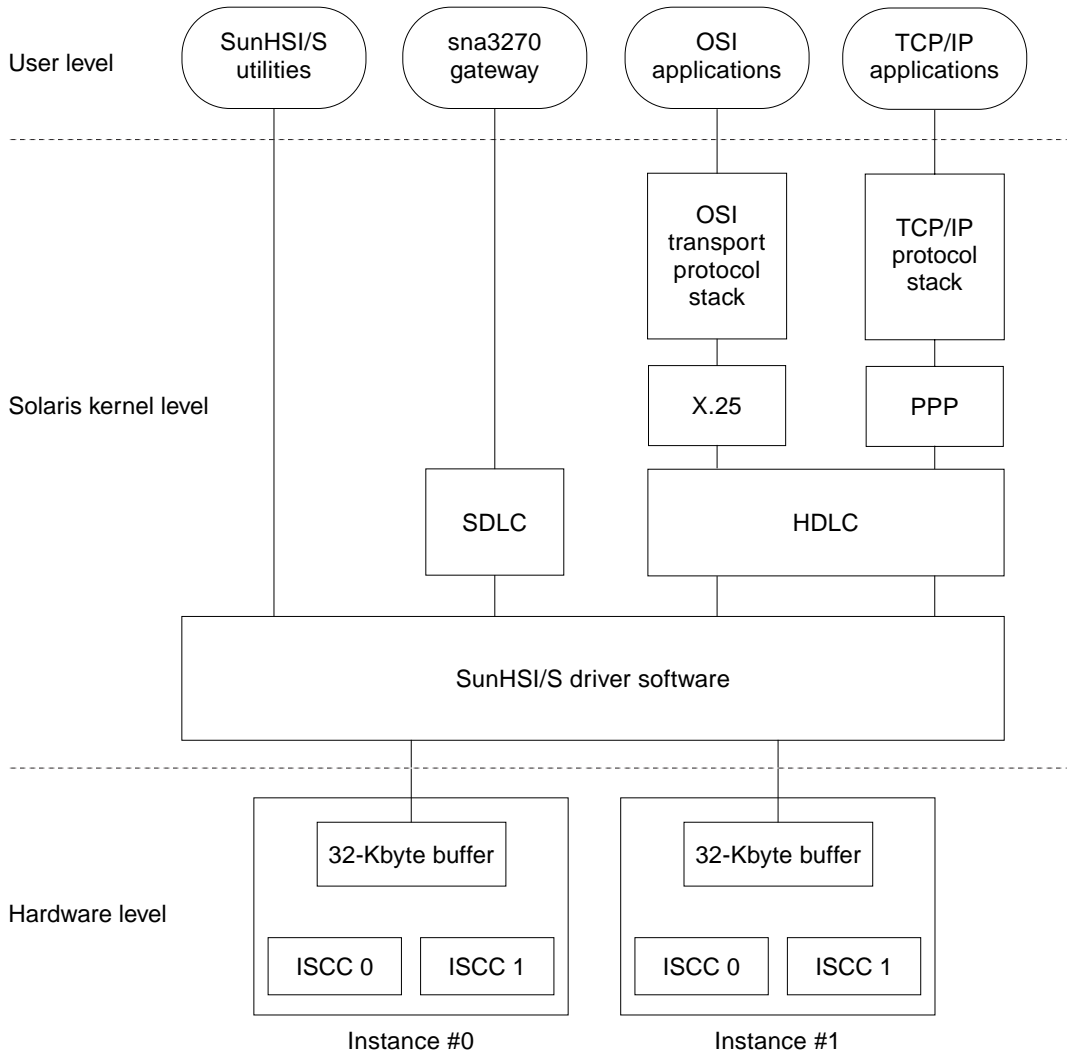 User level
SunHSI/S
utilities
sna3270
gateway
OSI
applications
TCP/IP
applications
Solaris kernel level
OSI
transport
protocol
stack
TCP/IP
protocol
stack
X.25
PPP
SDLC
HDLC
SunHSI/S driver software
Hardware level
32-Kbyte buffer
32-Kbyte buffer
ISCC 0
ISCC 1
ISCC 0
ISCC 1
Instance #0
Instance #1